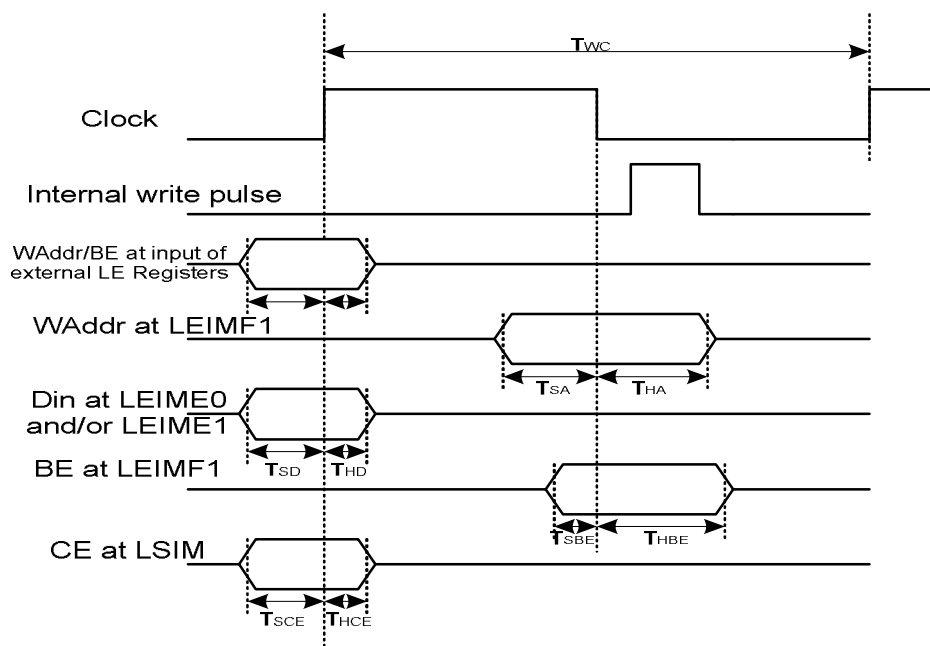 TWC
Clock
Internal write pulse
WAddr/BE at input of
external LE Registers
WAddr at LEIMF1
TSA
THA
Din at LEIME0
and/or LEIME1
TSD
THD
BE at LEIMF1
TSBE
THBE
CE at LSIM
TSCE
THCE